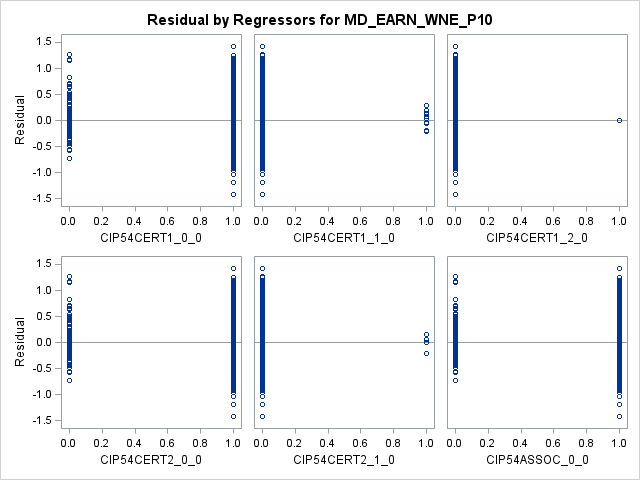 Residual by Regressors for MD_EARN_WNE_P10
1.5
1.0
0.5
0.0
-0.5
-1.0
-1.5
Residual
0.0 0.2 0.4 0.6 0.8 1.0
CIP54CERT1_0_0
0.0 0.2 0.4 0.6 0.8 1.0
CIP54CERT1_1_0
0.0 0.2 0.4 0.6 0.8 1.0
CIP54CERT1_2_0
1.5
1.0
0.5
0.0
-0.5
-1.0
-1.5
Residual
0.0 0.2 0.4 0.6 0.8 1.0
CIP54CERT2_0_0
0.0 0.2 0.4 0.6 0.8 1.0
CIP54CERT2_1_0
0.0 0.2 0.4 0.6 0.8 1.0
CIP54ASSOC_0_0